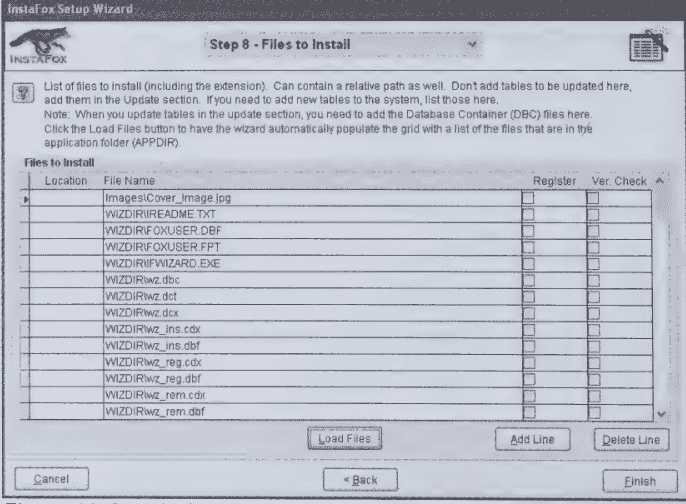 InstaFox Setup Wizard
INSTAFOX
Step 8 - Files to Install
List of files to install (including the extension). Can contain a relative path as well. Don't add tables to be updated here,
add them in the Update section. If you need to add new tables to the system, list those here.
Note: When you update tables in the update section, you need to add the Database Container (DBC) files here.
Click the Load Files button to have the wizard automatically populate the grid with a list of the files that are in the
application folder (APPDIR).
Files to Install
Location File Name Register Ver. Check
Images\Cover_Image.jpg
WIZDIR\IREADME.TXT
WIZDIR\FOXUSER.DBF
WIZDIR\FOXUSER.FPT
WIZDIR\IFWIZARD.EXE
WIZDIR\wz.dbc
WIZDIR\wz.dct
WIZDIR\wz.dcx
WIZDIR\wz_ins.cdx
WIZDIR\wz_ins.dbf
WIZDIR\wz_reg.cdx
WIZDIR\wz_reg.dbf
WIZDIR\wz_rem.cdx
WIZDIR\wz_rem.dbf
Load Files Add Line Delete Line
Cancel < Back Finish